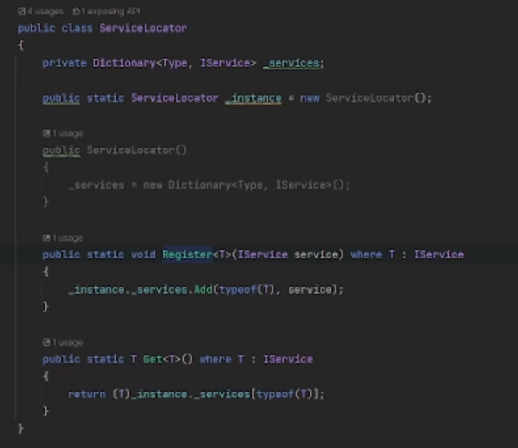 4 usages 1 exposing API
public class ServiceLocator
{
private Dictionary<Type, IService> _services;
public static ServiceLocator _instance = new ServiceLocator();
1 usage
public ServiceLocator()
{
_services = new Dictionary<Type, IService>();
}
1 usage
public static void Register<T>(IService service) where T : IService
{
_instance._services.Add(typeof(T), service);
}
1 usage
public static T Get<T>() where T : IService
{
return (T)_instance._services[typeof(T)];
}
}